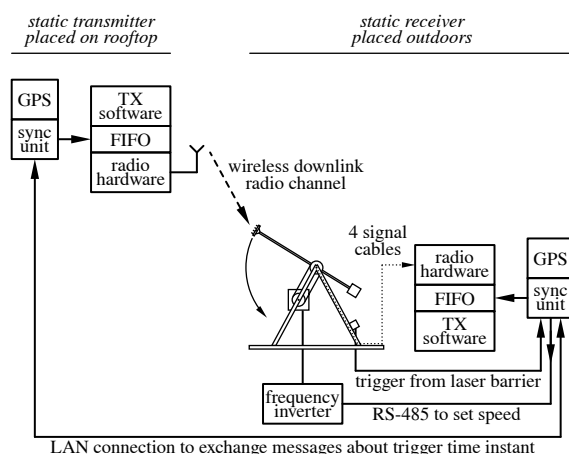 static transmitter
placed on rooftop
static receiver
placed outdoors
GPS
sync
unit
TX
software
FIFO
radio
hardware
wireless downlink
radio channel
4 signal
cables
radio
hardware
FIFO
TX
software
GPS
sync
unit
trigger from laser barrier
frequency
inverter
RS-485 to set speed
LAN connection to exchange messages about trigger time instant